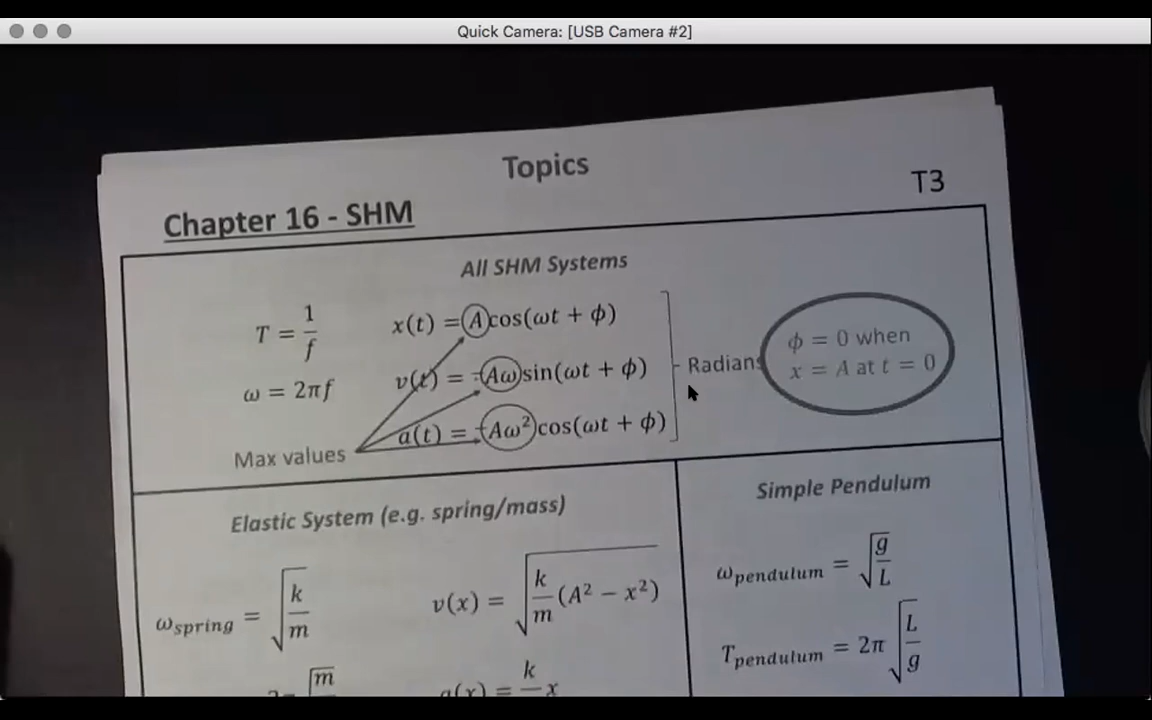 Quick Camera: [USB Camera #2]
Topics
T3
Chapter 16 - SHM
All SHM Systems
T = 1/f
ω = 2πf
x(t) = A cos(ωt + ϕ)
v(t) = -Aω sin(ωt + ϕ)
a(t) = -Aω² cos(ωt + ϕ)
Max values
Radians
ϕ = 0 when
x = A at t = 0
Elastic System (e.g. spring/mass)
ω_spring = √(k/m)
v(x) = √(k/m (A² − x²))
a(x) = k/m x
Simple Pendulum
ω_pendulum = √(g/L)
T_pendulum = 2π √(L/g)